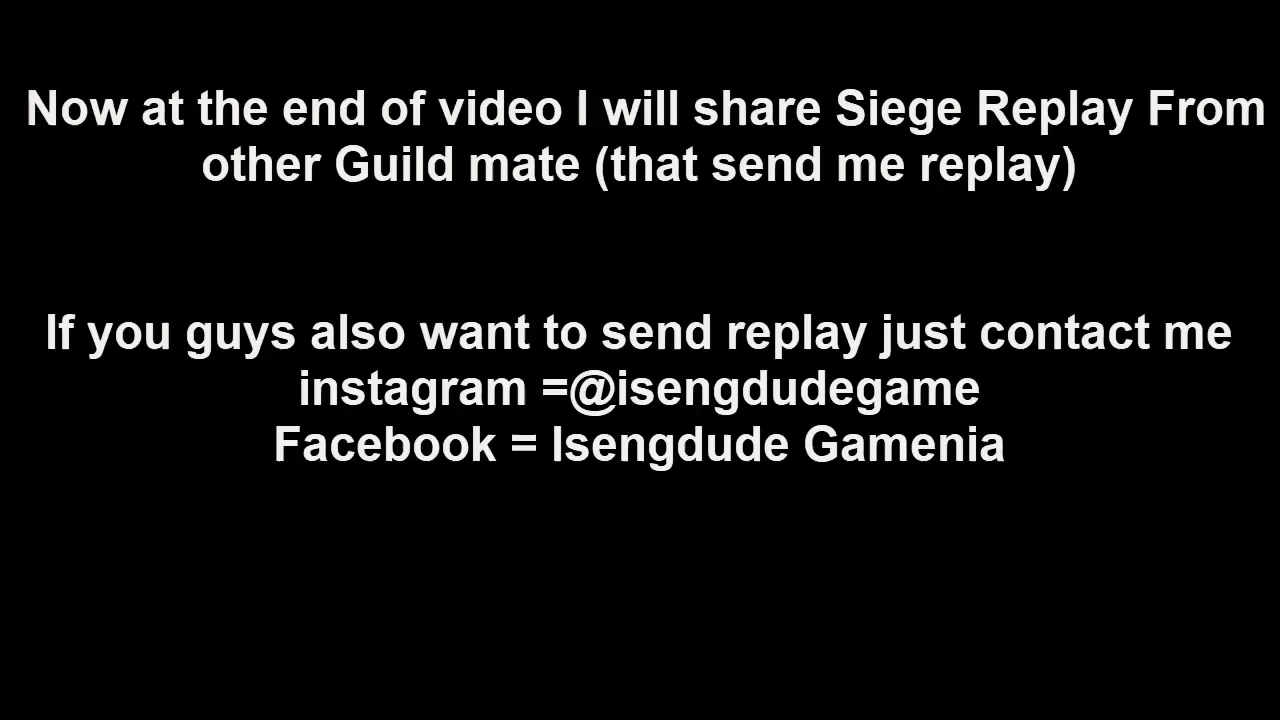 Now at the end of video I will share Siege Replay From
other Guild mate (that send me replay)
If you guys also want to send replay just contact me
instagram =@isengdudegame
Facebook = Isengdude Gamenia